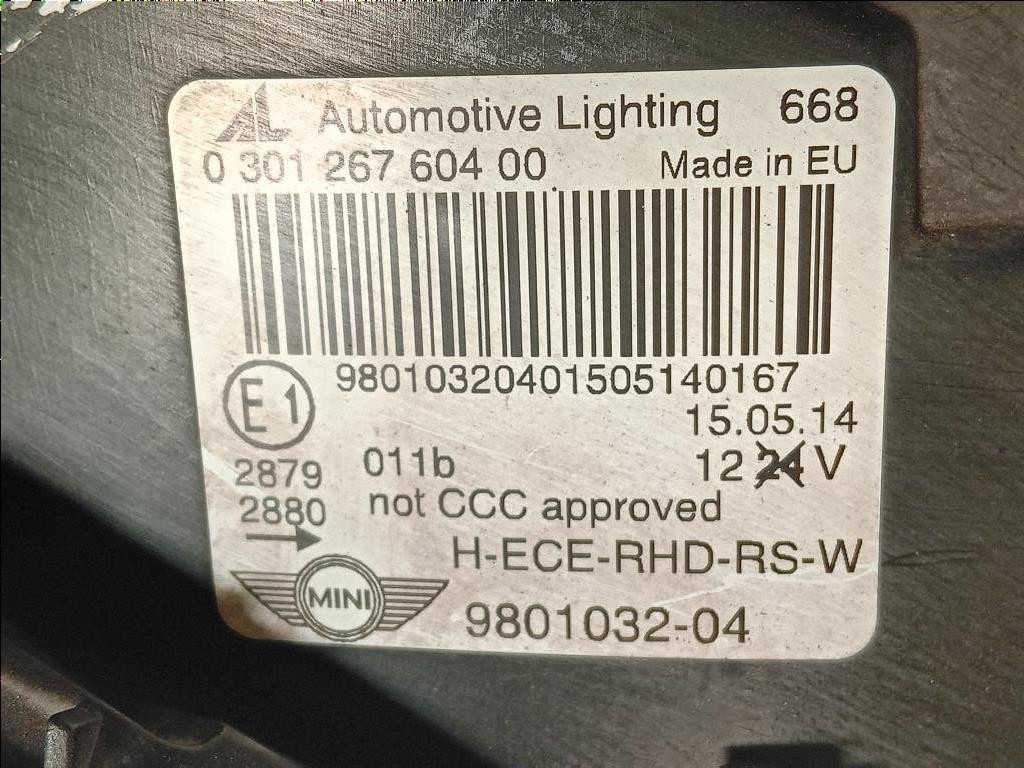 AL Automotive Lighting 668
0 301 267 604 00 Made in EU
98010320401505140167
E1 15.05.14
2879 011b 12 24 V
2880 not CCC approved
H-ECE-RHD-RS-W
MINI 9801032-04